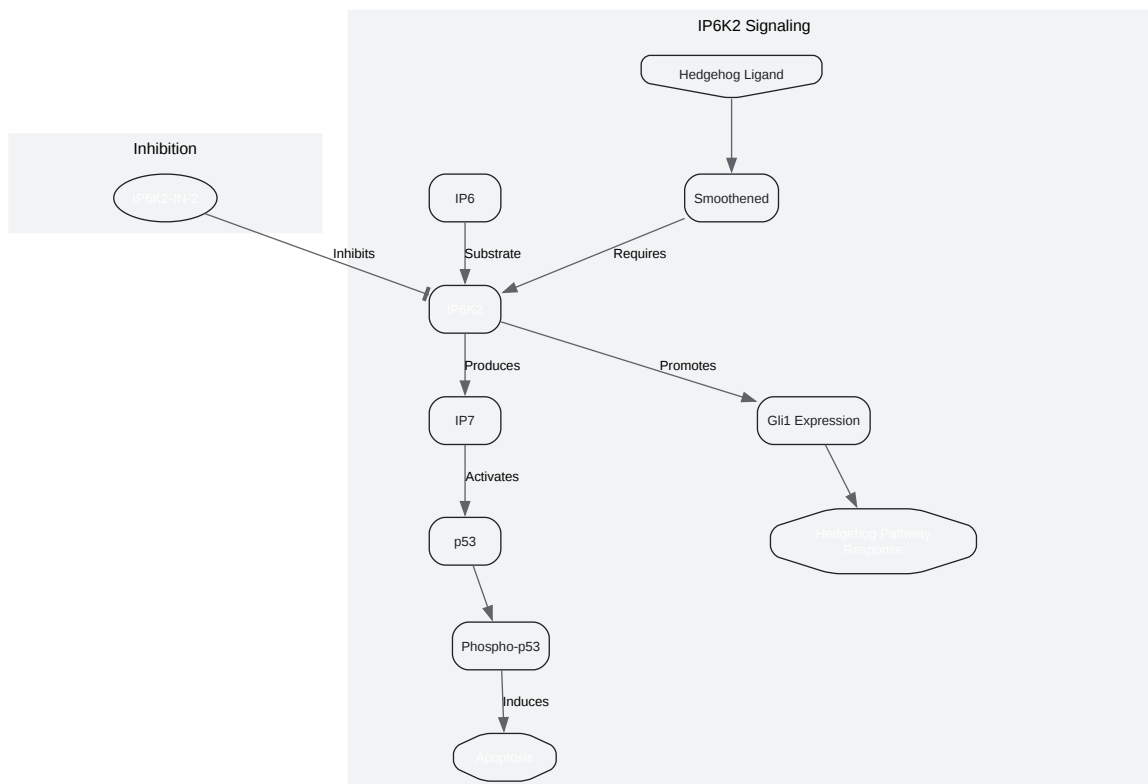 IP6K2 Signaling
Hedgehog Ligand
Inhibition
IP6K2-IN-2
IP6
Smoothened
Inhibits
Substrate
Requires
IP6K2
Produces
Promotes
IP7
Gli1 Expression
Activates
p53
Hedgehog Pathway
Response
Phospho-p53
Induces
Apoptosis